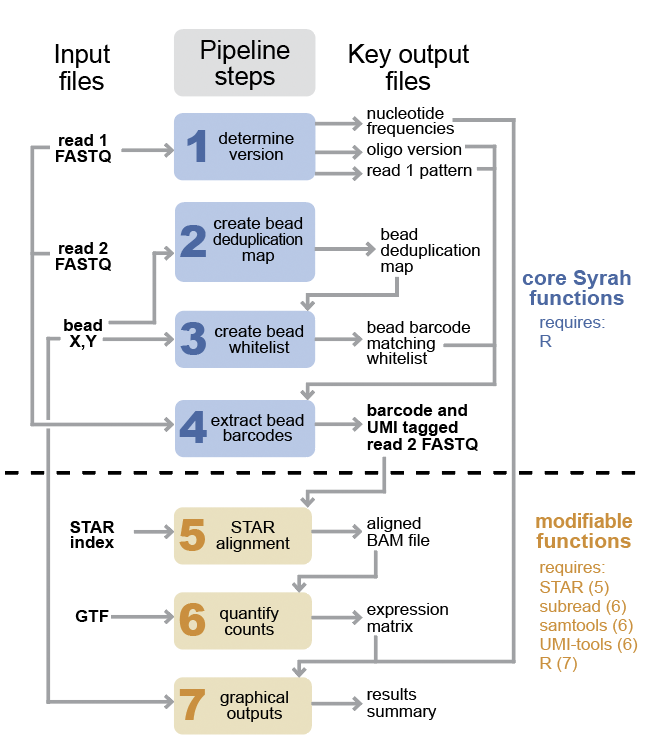 Input
files
Pipeline
steps
Key output
files
read 1
FASTQ
1
determine
version
nucleotide
frequencies
oligo version
read 1 pattern
read 2
FASTQ
2
create bead
deduplication
map
bead
deduplication
map
core Syrah
functions
requires:
R
bead
X,Y
3
create bead
whitelist
bead barcode
matching
whitelist
4
extract bead
barcodes
barcode and
UMI tagged
read 2 FASTQ
STAR
index
5
STAR
alignment
aligned
BAM file
modifiable
functions
requires:
STAR (5)
subread (6)
samtools (6)
UMI-tools (6)
R (7)
GTF
6
quantify
counts
expression
matrix
7
graphical
outputs
results
summary